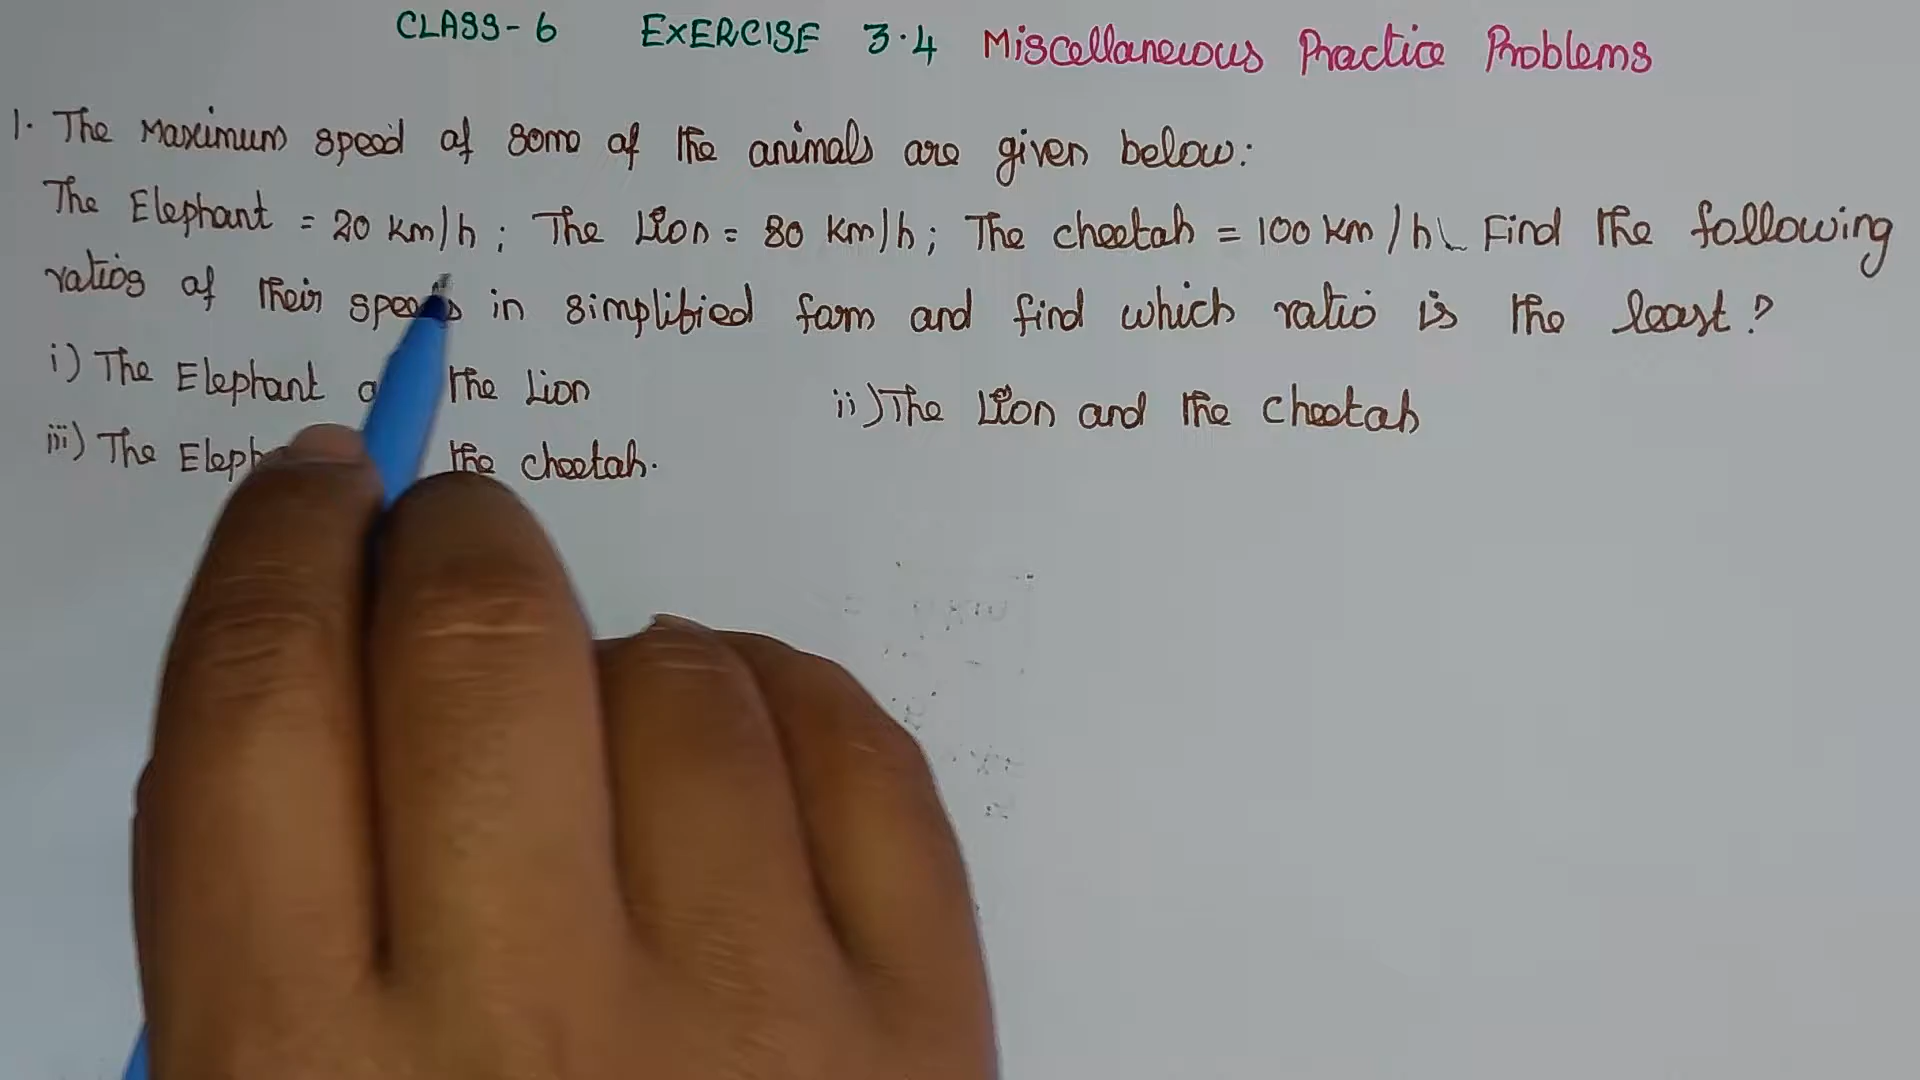 CLASS-6 EXERCISE 3.4 Miscellaneous Practice Problems
1. The Maximum speed of some of the animals are given below:
The Elephant = 20 km/h; The Lion = 80 km/h; The cheetah = 100 km/h Find the following
ratios of their speeds in simplified form and find which ratio is the least?
i) The Elephant the Lion
ii) The Lion and the cheetah
iii) The the cheetah.